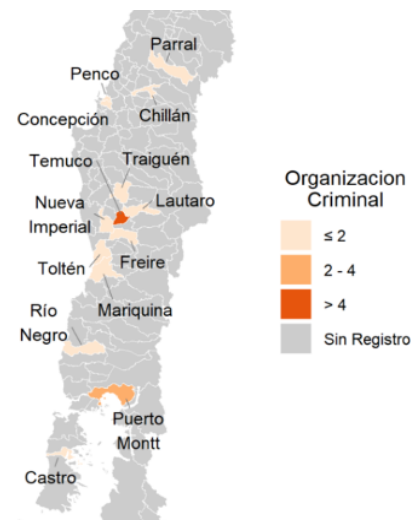 Parral
Penco
Concepción
Chillán
Temuco
Traiguén
Nueva
Imperial
Lautaro
Toltén
Freire
Río
Negro
Mariquina
Puerto
Montt
Castro
Organizacion
Criminal
≤ 2
2 - 4
> 4
Sin Registro